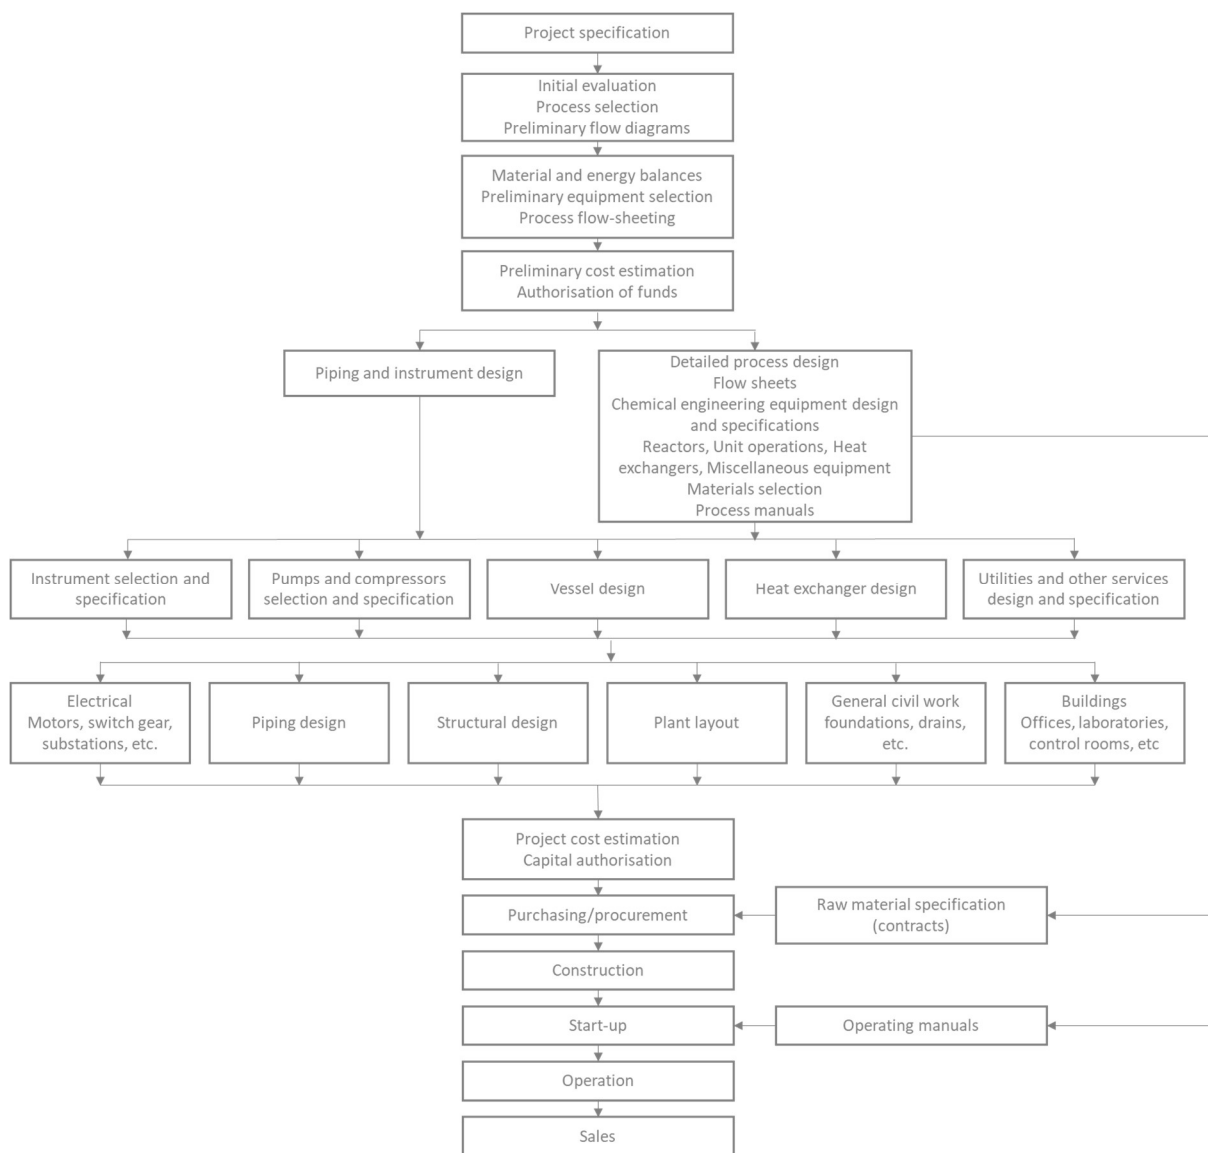 Project specification
Initial evaluation
Process selection
Preliminary flow diagrams
Material and energy balances
Preliminary equipment selection
Process flow-sheeting
Preliminary cost estimation
Authorisation of funds
Piping and instrument design
Detailed process design
Flow sheets
Chemical engineering equipment design
and specifications
Reactors, Unit operations, Heat
exchangers, Miscellaneous equipment
Materials selection
Process manuals
Instrument selection and
specification
Pumps and compressors
selection and specification
Vessel design
Heat exchanger design
Utilities and other services
design and specification
Electrical
Motors, switch gear,
substations, etc.
Piping design
Structural design
Plant layout
General civil work
foundations, drains,
etc.
Buildings
Offices, laboratories,
control rooms, etc
Project cost estimation
Capital authorisation
Purchasing/procurement
Raw material specification
(contracts)
Construction
Start-up
Operating manuals
Operation
Sales